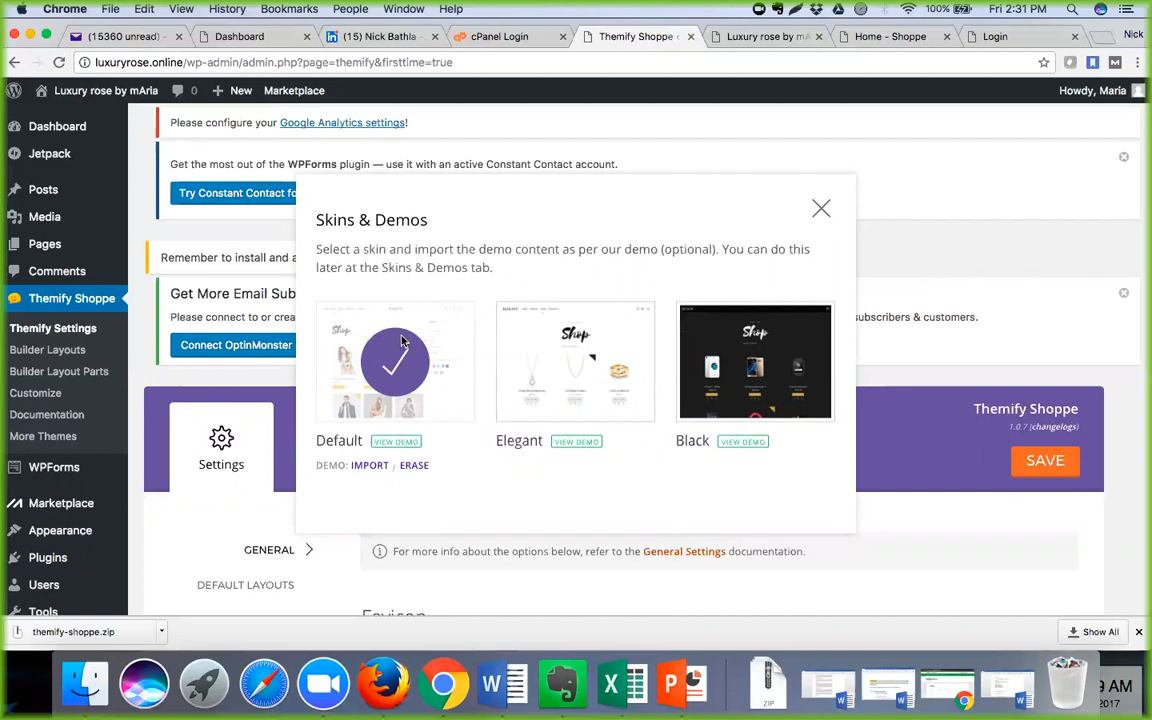 Chrome File Edit View History Bookmarks People Window Help 100% Fri 2:31 PM
(15360 unread) - Dashboard (15) Nick Bathla cPanel Login Themify Shoppe Luxury rose by mA Home - Shoppe Login Nick
luxuryrose.online/wp-admin/admin.php?page=themify&firsttime=true
Luxury rose by mAria 0 New Marketplace Howdy, Maria
Dashboard
Jetpack
Posts
Media
Pages
Comments
Themify Shoppe
Themify Settings
Builder Layouts
Builder Layout Parts
Customize
Documentation
More Themes
WPForms
Marketplace
Appearance
Plugins
Users
Tools
Please configure your Google Analytics settings!
Get the most out of the WPForms plugin — use it with an active Constant Contact account.
Try Constant Contact fo
Remember to install and a
Get More Email Sub
Please connect to or crea
subscribers & customers.
Connect OptinMonster
Skins & Demos
Select a skin and import the demo content as per our demo (optional). You can do this
later at the Skins & Demos tab.
Shop
Shop
Shop
Default VIEW DEMO
Elegant VIEW DEMO
Black VIEW DEMO
DEMO: IMPORT / ERASE
Settings
Themify Shoppe
1.0.7 (changelogs)
SAVE
GENERAL
DEFAULT LAYOUTS
For more info about the options below, refer to the General Settings documentation.
Favicon
themify-shoppe.zip
Show All
ZIP
9 AM
2017